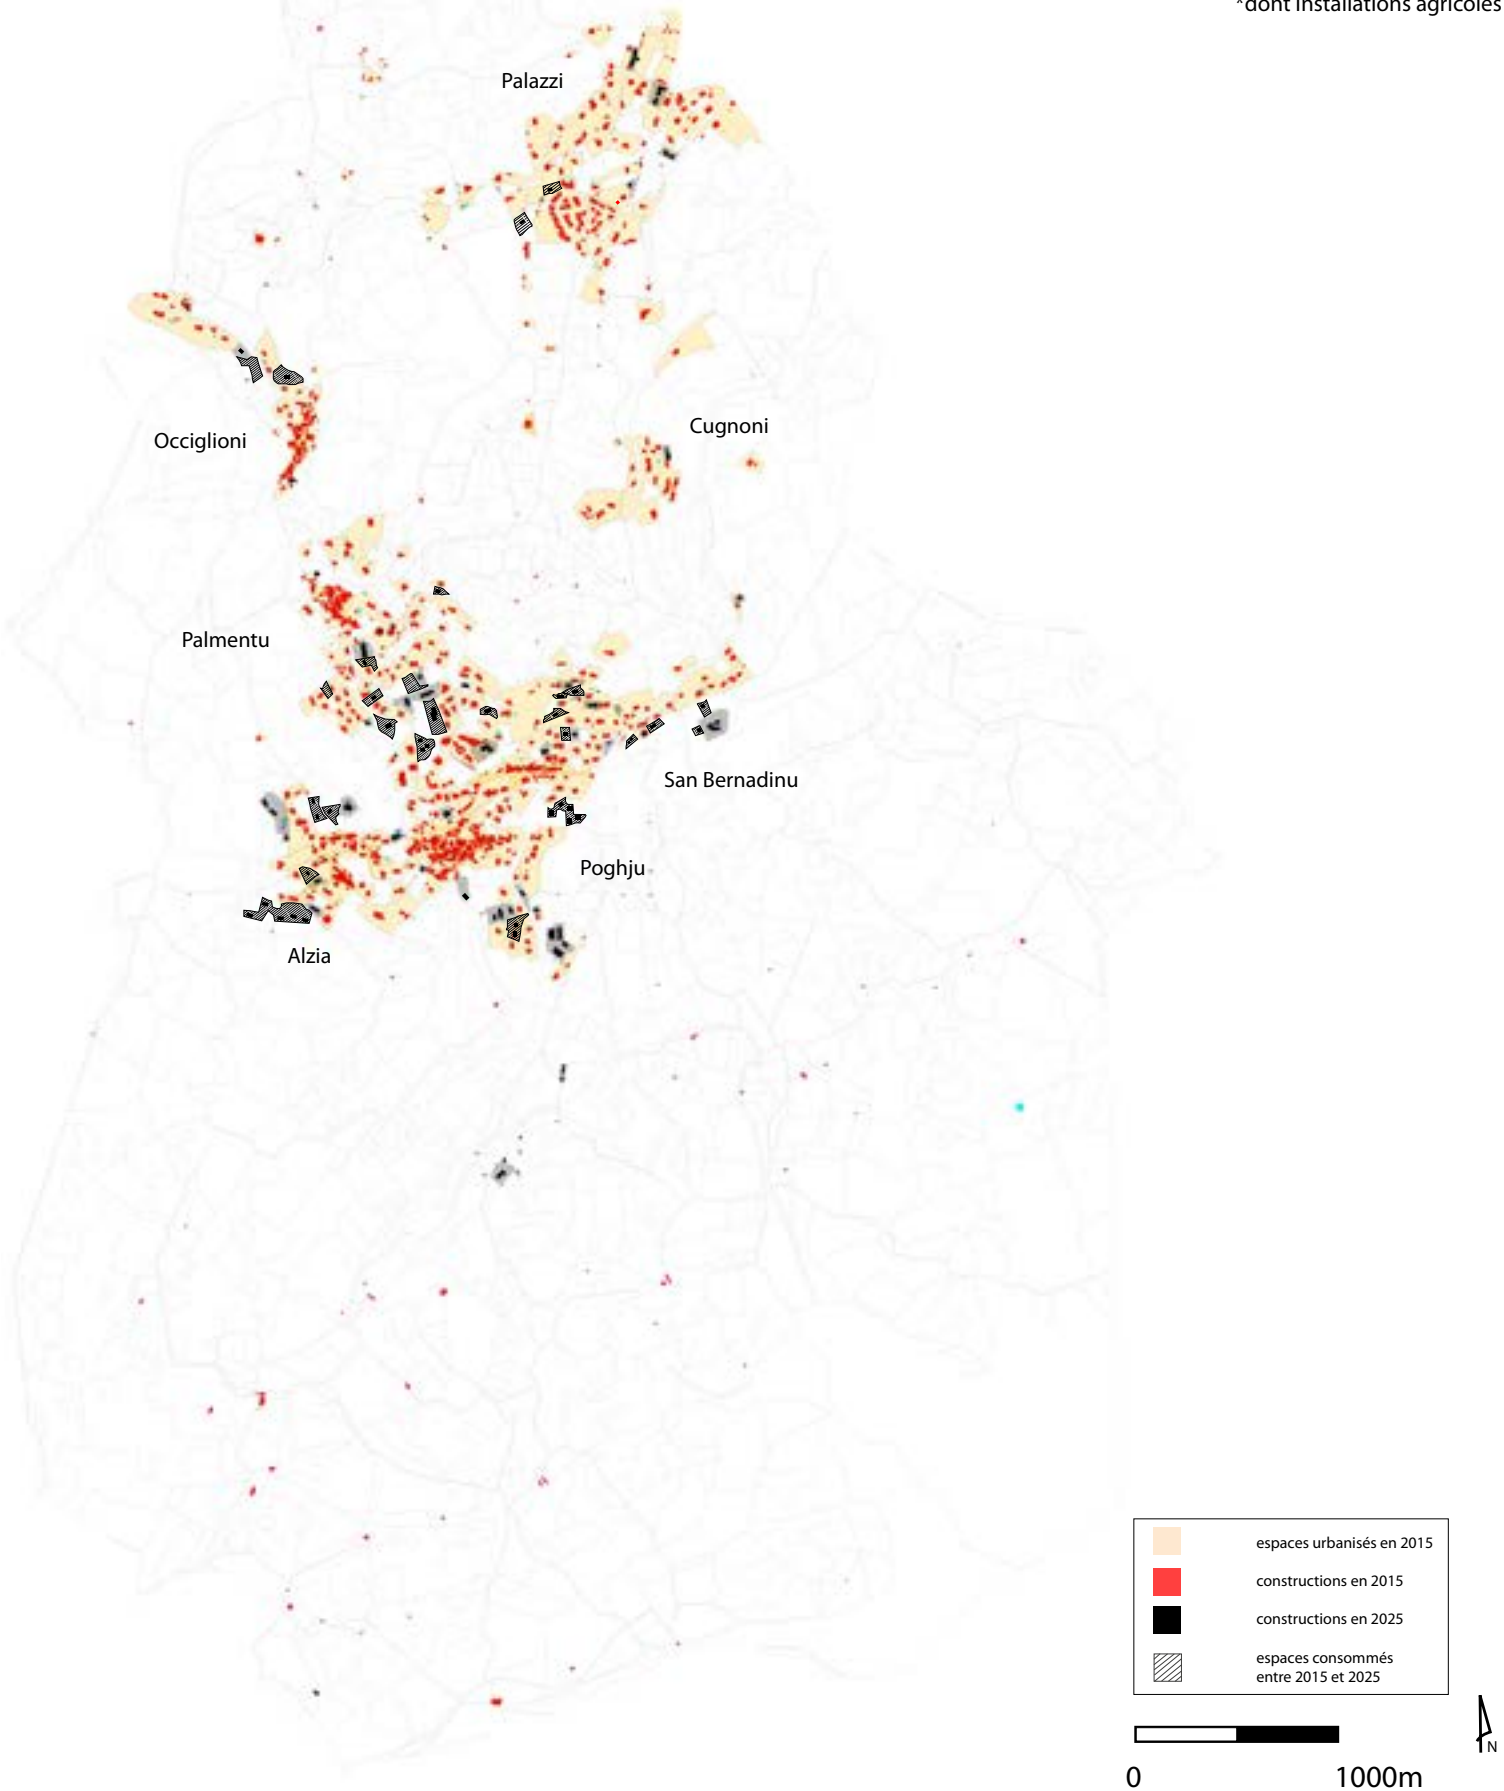 *dont installations agricoles
Palazzi
Occiglioni
Cugnoni
Palmentu
San Bernadinu
Poghju
Alzia
espaces urbanisés en 2015
constructions en 2015
constructions en 2025
espaces consommés
entre 2015 et 2025
N
0 1000m